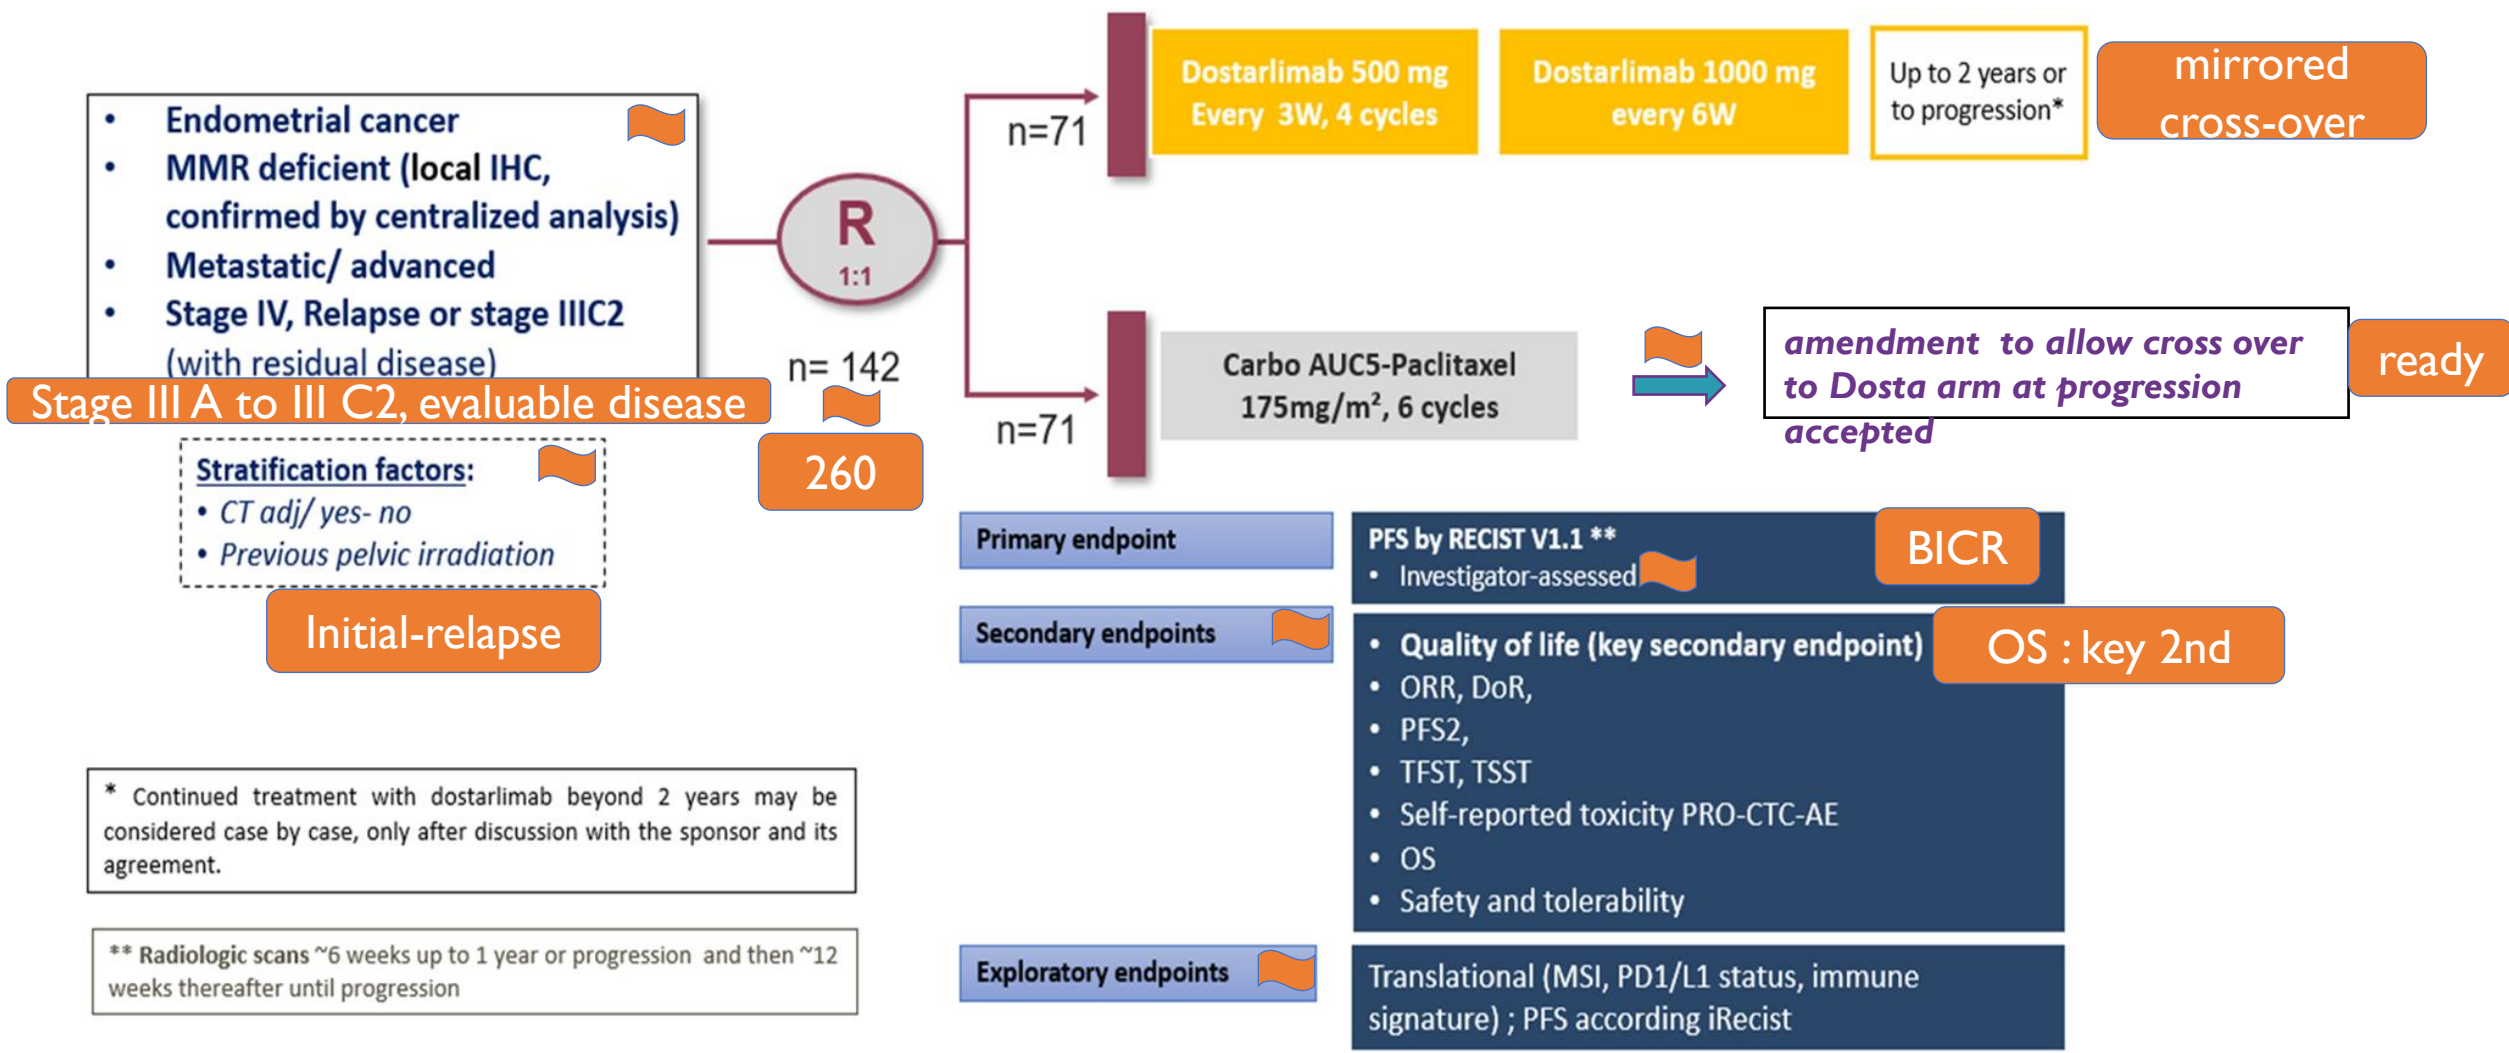 • Endometrial cancer
• MMR deficient (local IHC,
confirmed by centralized analysis)
• Metastatic/ advanced
• Stage IV, Relapse or stage IIIC2
(with residual disease)
Stage III A to III C2, evaluable disease
Stratification factors:
• CT adj/ yes- no
• Previous pelvic irradiation
Initial-relapse
R
1:1
n= 142
260
n=71
Dostarlimab 500 mg
Every 3W, 4 cycles
Dostarlimab 1000 mg
every 6W
Up to 2 years or
to progression*
mirrored
cross-over
n=71
Carbo AUC5-Paclitaxel
175mg/m², 6 cycles
amendment to allow cross over
to Dosta arm at progression
accepted
ready
Primary endpoint
PFS by RECIST V1.1 **
• Investigator-assessed
BICR
Secondary endpoints
• Quality of life (key secondary endpoint)
OS : key 2nd
• ORR, DoR,
• PFS2,
• TFST, TSST
• Self-reported toxicity PRO-CTC-AE
• OS
• Safety and tolerability
Exploratory endpoints
Translational (MSI, PD1/L1 status, immune
signature) ; PFS according iRecist
* Continued treatment with dostarlimab beyond 2 years may be
considered case by case, only after discussion with the sponsor and its
agreement.
** Radiologic scans ~6 weeks up to 1 year or progression and then ~12
weeks thereafter until progression